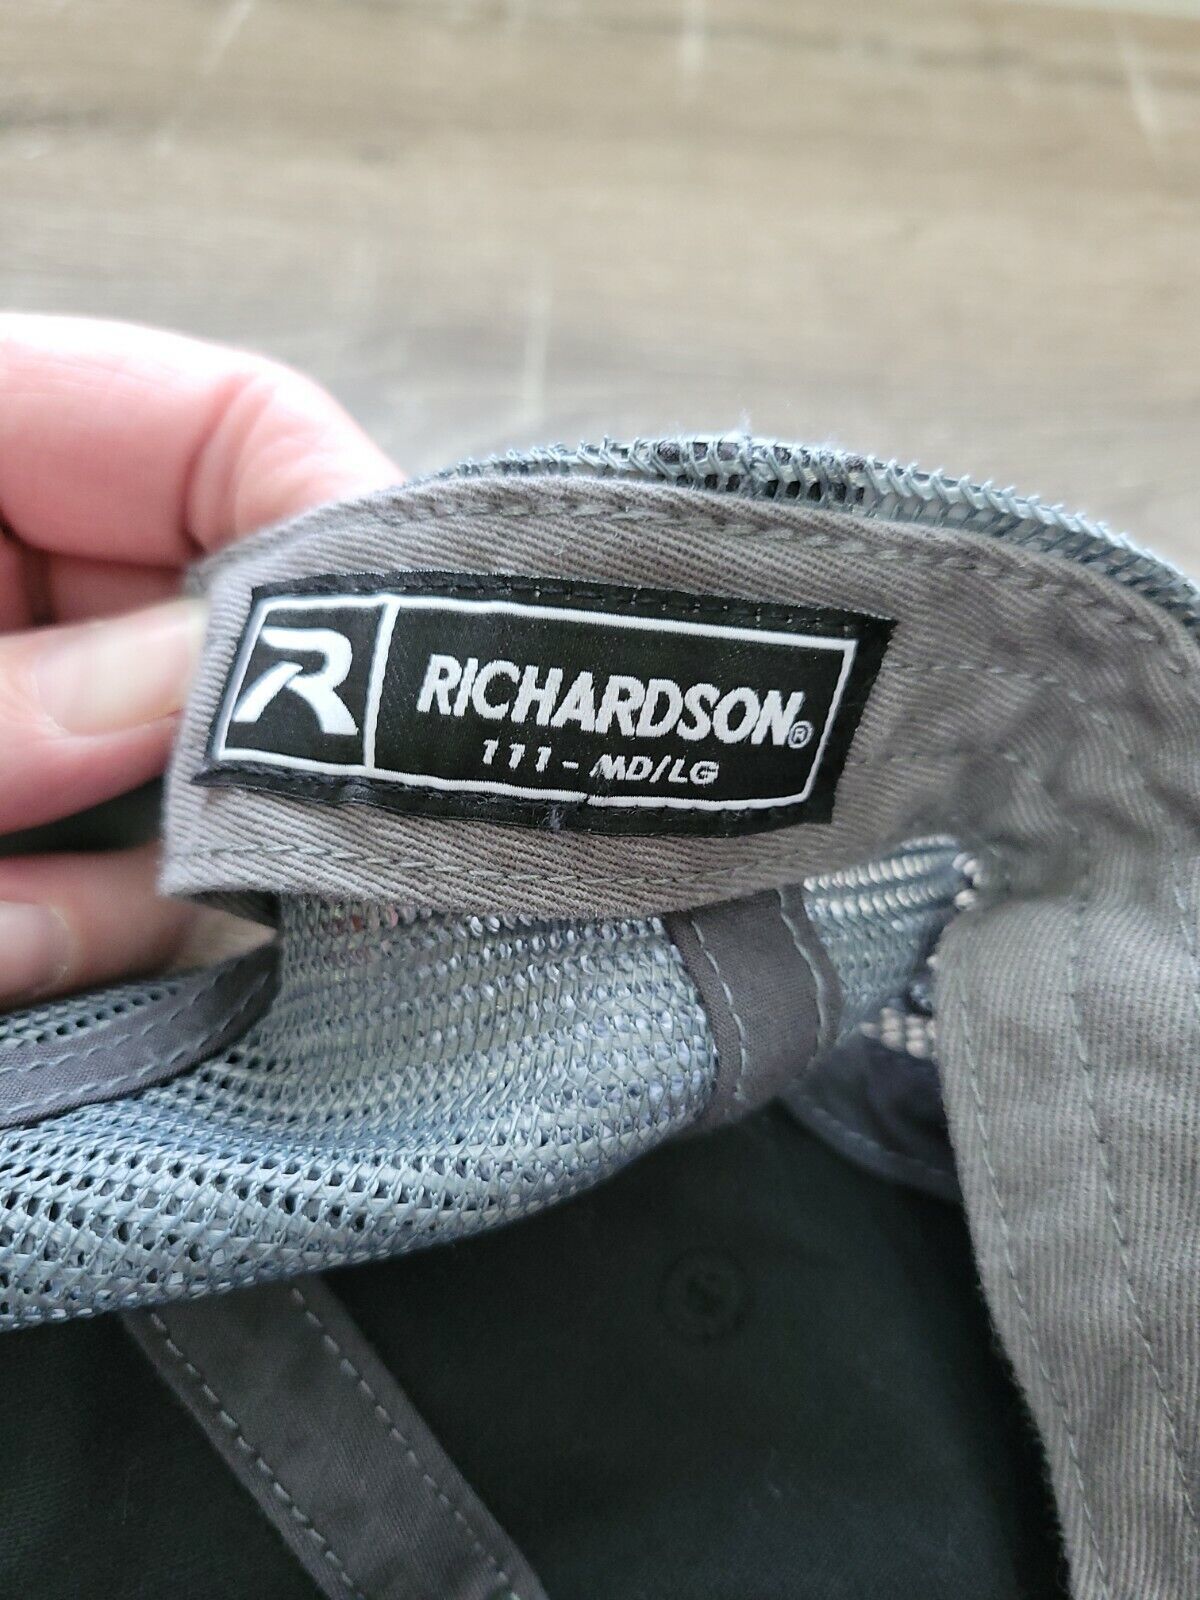 R
RICHARDSON®
111 - MD/LG